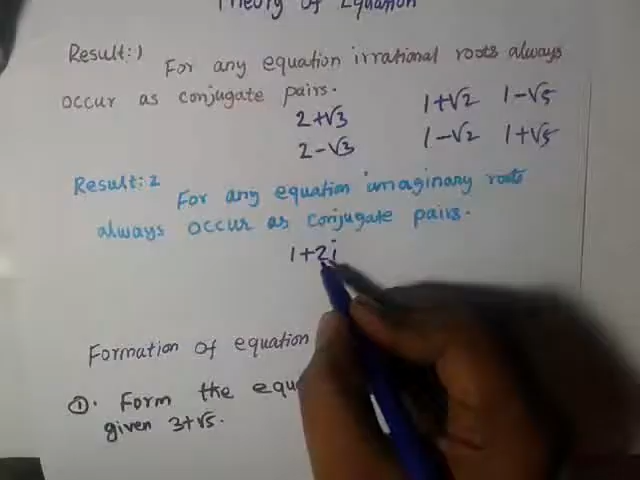 Theory Of Equation
Result:1 For any equation irrational roots always
occur as conjugate pairs.
2+√3 1+√2 1-√5
2-√3 1-√2 1+√5
Result:2 For any equation imaginary roots
always occur as conjugate pairs.
1+2i
Formation of equation
①. Form the equ
given 3+√5.